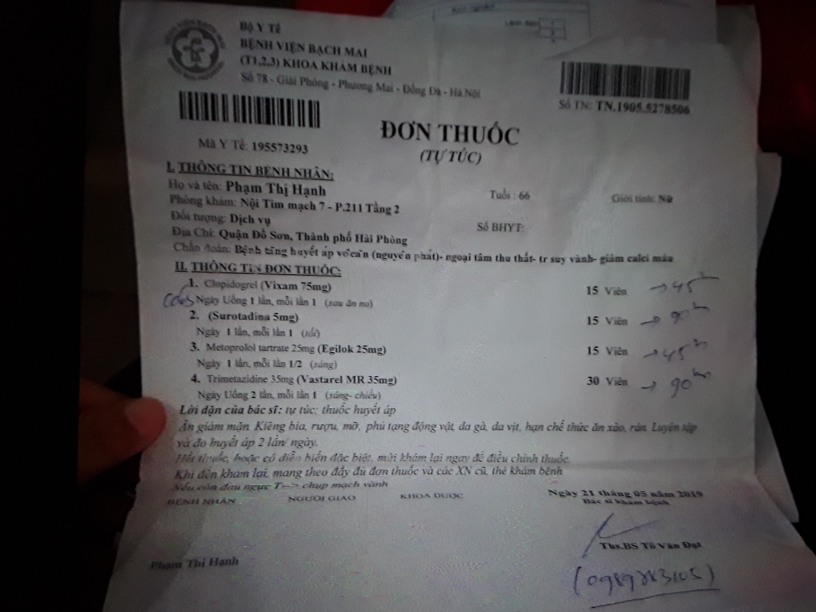 Bộ Y Tế
BỆNH VIỆN BẠCH MAI
(T1,2,3) KHOA KHÁM BỆNH
Số 78 - Giải Phóng - Phương Mai - Đống Đa - Hà Nội
Số TN: TN.1905.5278506
Mã Y Tế: 195573293
ĐƠN THUỐC
(TỰ TÚC)
I. THÔNG TIN BỆNH NHÂN:
Họ và tên: Phạm Thị Hạnh Tuổi : 66 Giới tính: Nữ
Phòng khám: Nội Tim mạch 7 - P.211 Tầng 2
Đối tượng: Dịch vụ Số BHYT:
Địa Chỉ: Quận Đồ Sơn, Thành phố Hải Phòng
Chẩn đoán: Bệnh tăng huyết áp vô căn (nguyên phát)- ngoại tâm thu thất- tr suy vành- giảm calci máu
II. THÔNG TIN ĐƠN THUỐC:
1. Clopidogrel (Vixam 75mg) 15 Viên → 45
Ngày Uống 1 lần, mỗi lần 1 (sau ăn no)
2. (Surotadina 5mg) 15 Viên → 90
Ngày 1 lần, mỗi lần 1 (tối)
3. Metoprolol tartrate 25mg (Egilok 25mg) 15 Viên → 45
Ngày 1 lần, mỗi lần 1/2 (sáng)
4. Trimetazidine 35mg (Vastarel MR 35mg) 30 Viên → 90
Ngày Uống 2 lần, mỗi lần 1 (sáng- chiều)
Lời dặn của bác sĩ: tự túc: thuốc huyết áp
Ăn giảm mặn. Kiêng bia, rượu, mỡ, phủ tạng động vật, da gà, da vịt, hạn chế thức ăn xào, rán. Luyện tập
và đo huyết áp 2 lần/ ngày.
Hết thuốc, hoặc có diễn biến đặc biệt, mời khám lại ngay để điều chỉnh thuốc.
Khi đến khám lại, mang theo đầy đủ đơn thuốc và các XN cũ, thẻ khám bệnh
Nếu còn đau ngực T--> chụp mạch vành
BỆNH NHÂN NGƯỜI GIAO KHOA DƯỢC Ngày 21 tháng 05 năm 2019
Bác sĩ khám bệnh
Ths.BS Tô Văn Đạt
Phạm Thị Hạnh
(0989283105)